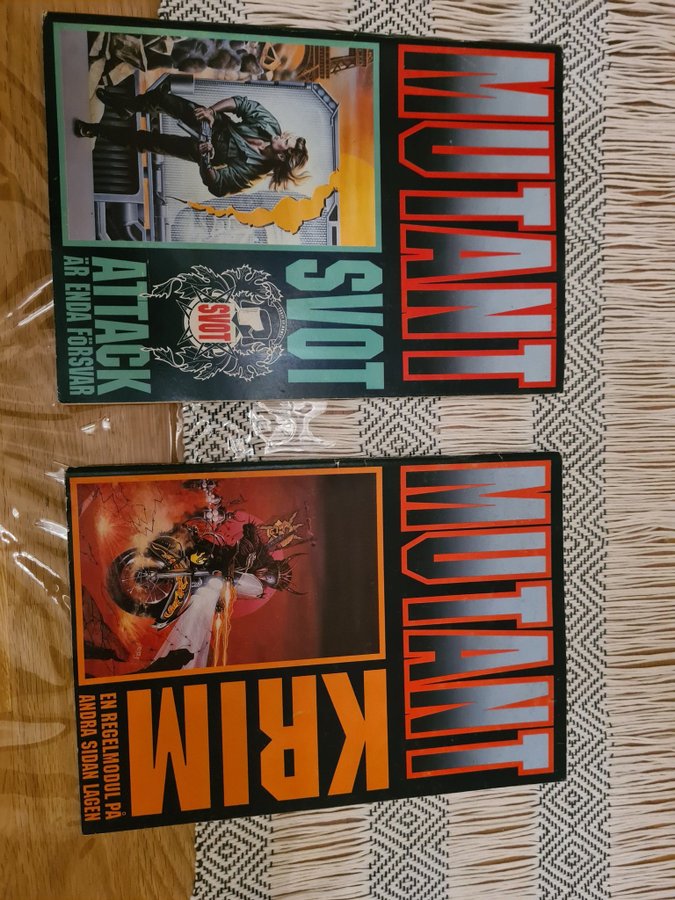 MUTANT
SVOT
SVOT
ATTACK
ÄR ENDA FÖRSVAR
MUTANT
KRIM
EN REGELMODUL PÅ
ANDRA SIDAN LAGEN